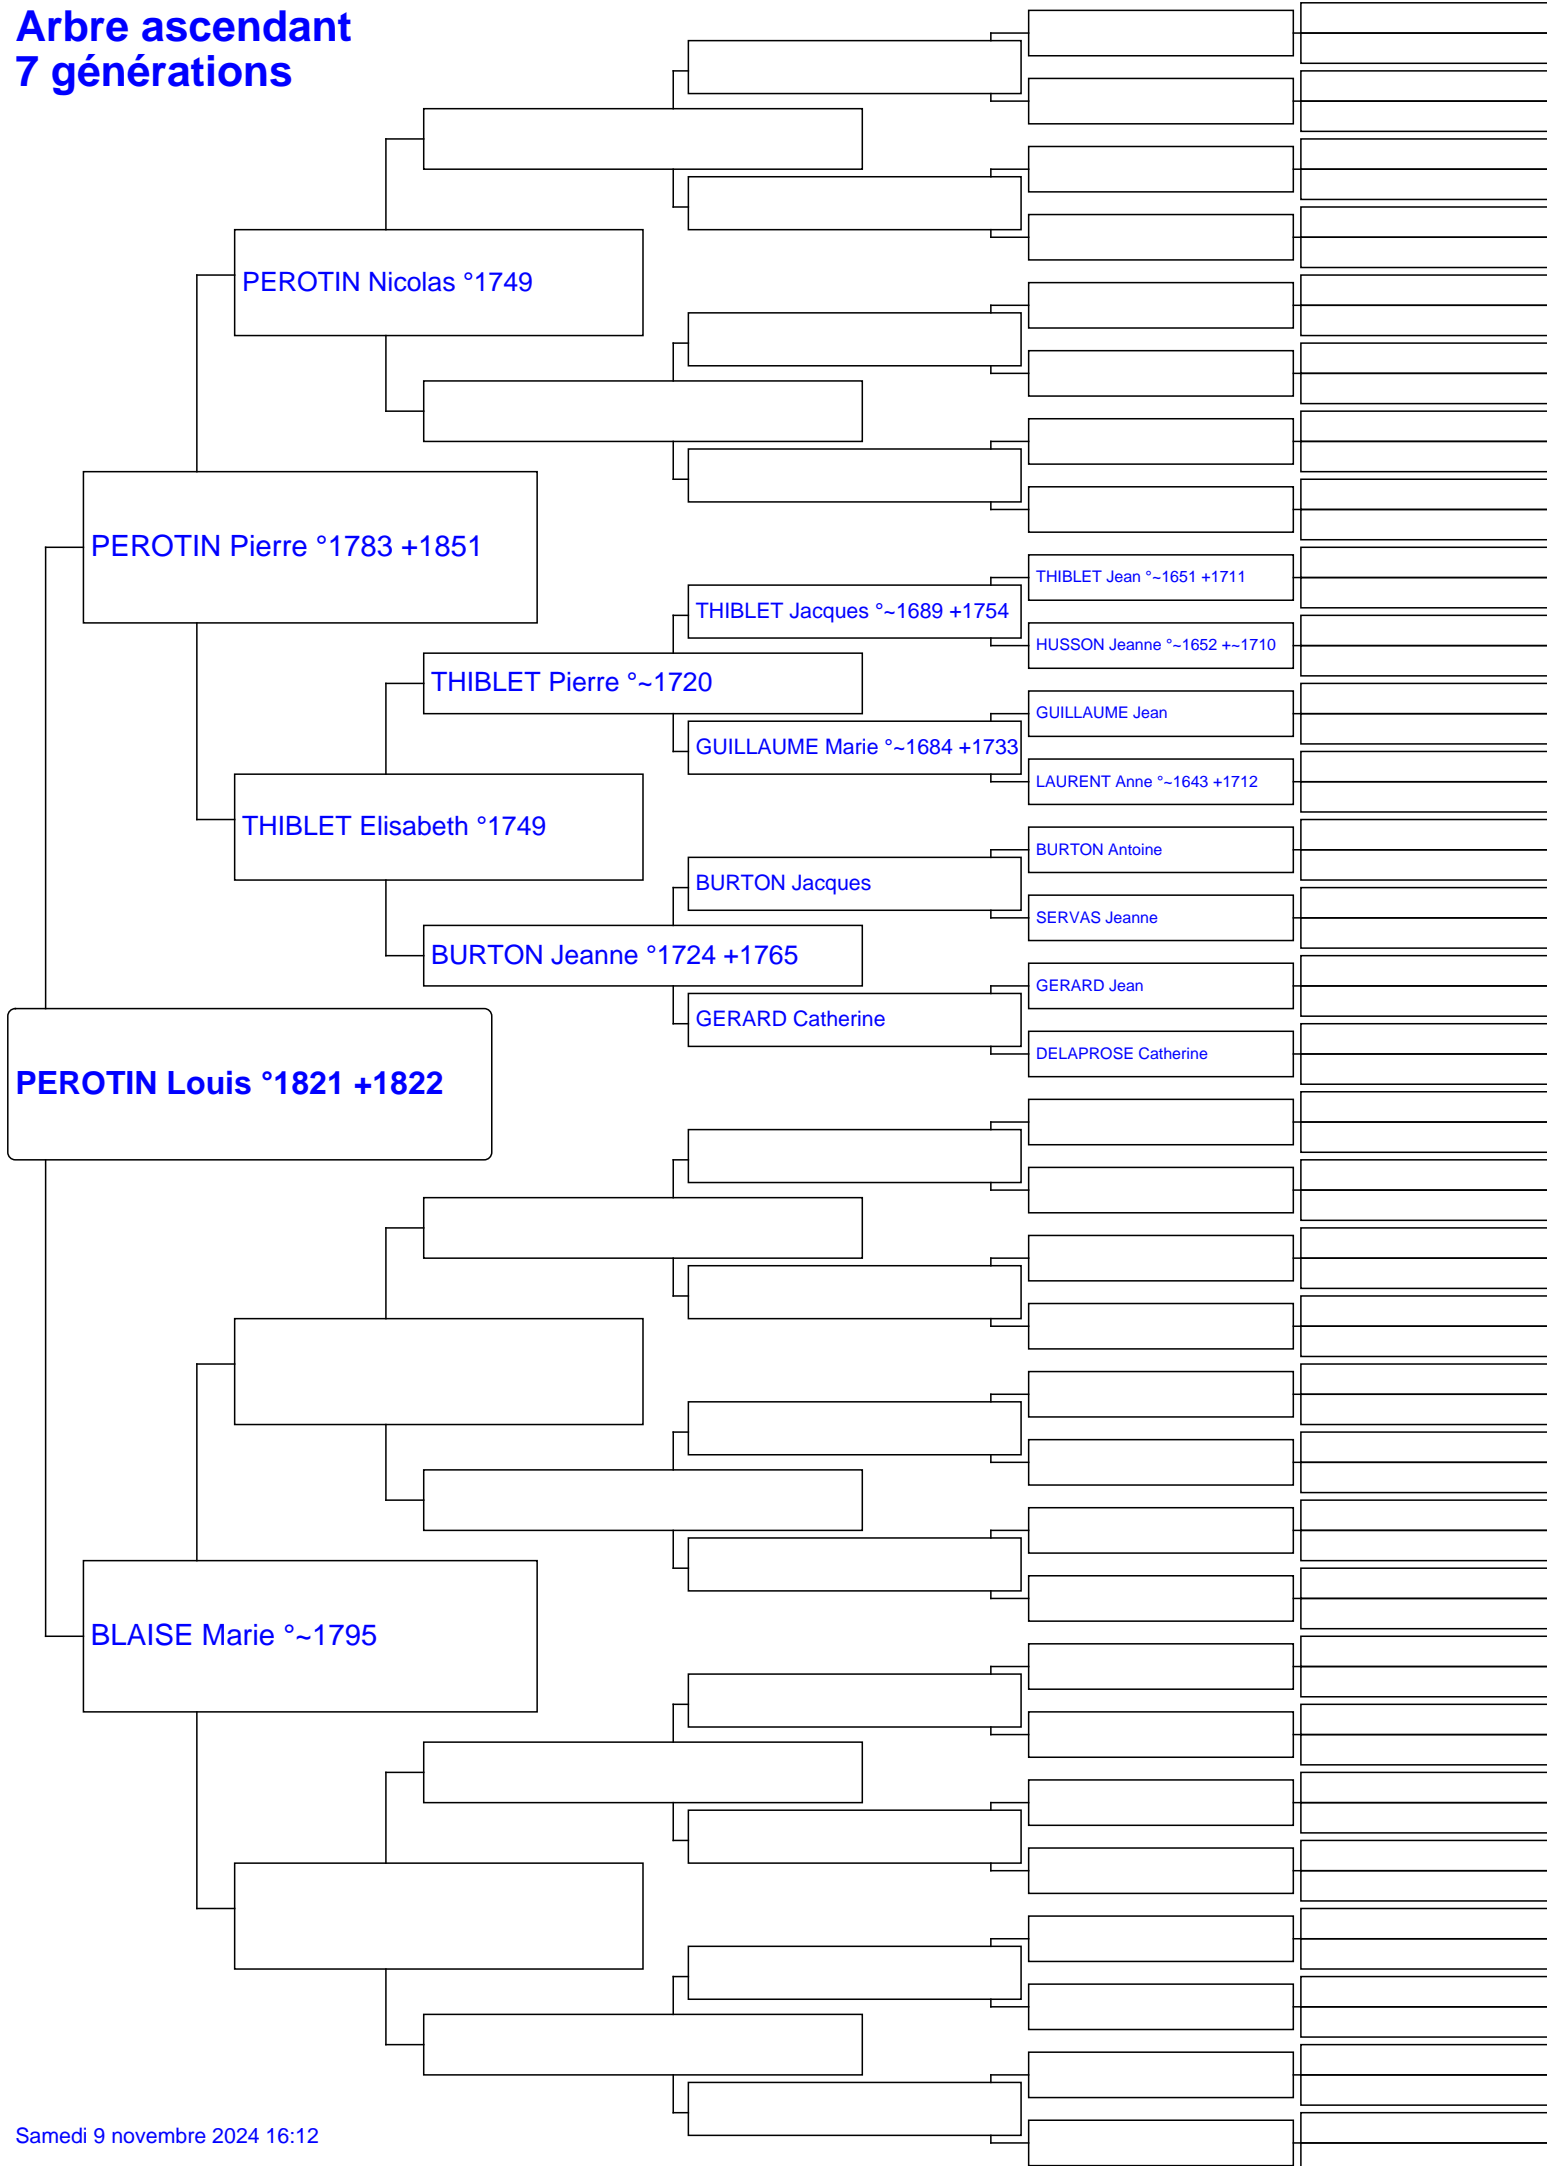 Arbre ascendant
7 générations
PEROTIN Nicolas °1749
PEROTIN Pierre °1783 +1851
THIBLET Jean °~1651 +1711
THIBLET Jacques °~1689 +1754
HUSSON Jeanne °~1652 +~1710
THIBLET Pierre °~1720
GUILLAUME Jean
GUILLAUME Marie °~1684 +1733
LAURENT Anne °~1643 +1712
THIBLET Elisabeth °1749
BURTON Antoine
BURTON Jacques
SERVAS Jeanne
BURTON Jeanne °1724 +1765
GERARD Jean
GERARD Catherine
DELAPROSE Catherine
PEROTIN Louis °1821 +1822
BLAISE Marie °~1795
Samedi 9 novembre 2024 16:12